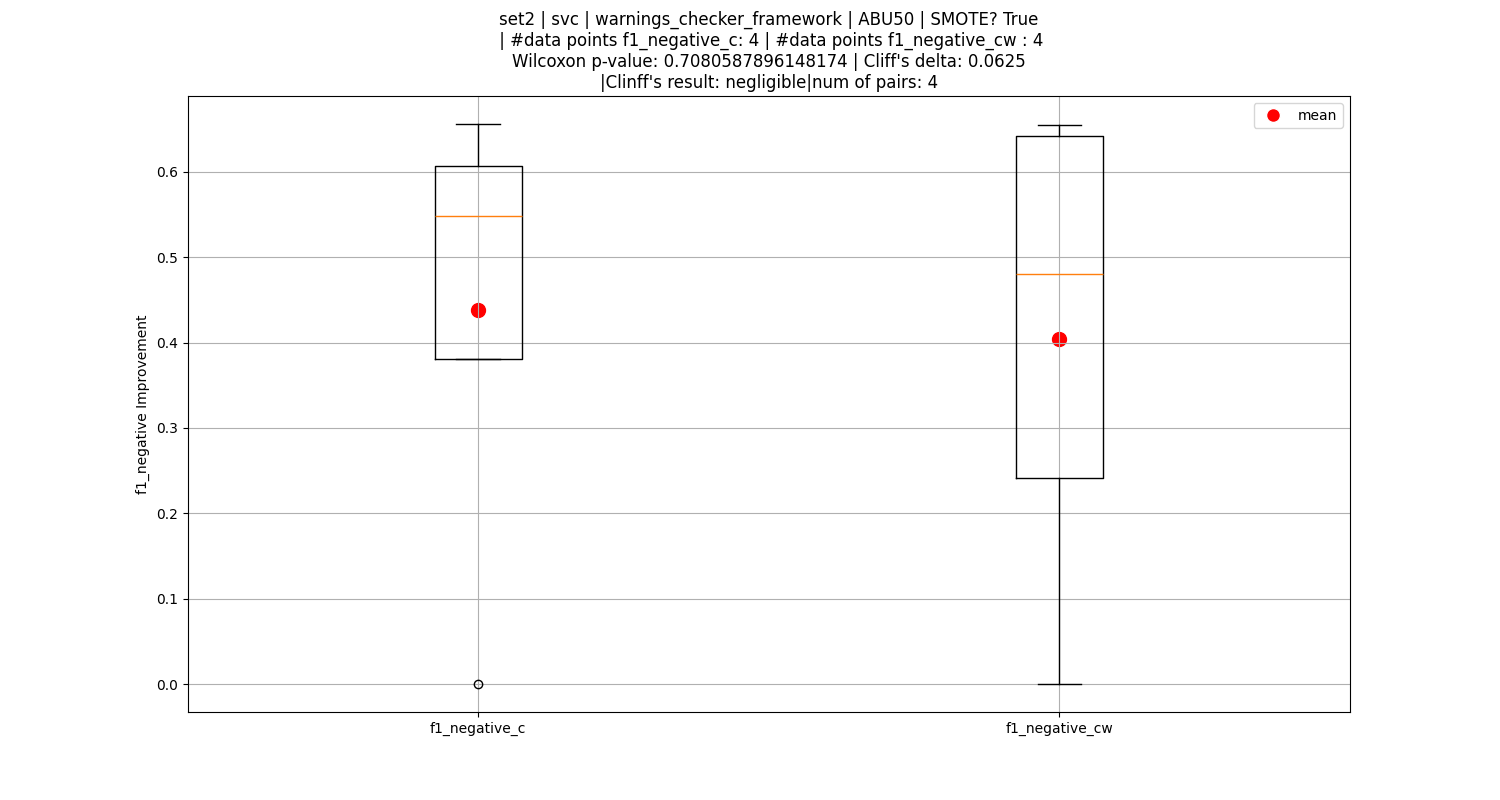 set2 | svc | warnings_checker_framework | ABU50 | SMOTE? True
| #data points f1_negative_c: 4 | #data points f1_negative_cw : 4
Wilcoxon p-value: 0.7080587896148174 | Cliff's delta: 0.0625
|Clinff's result: negligible|num of pairs: 4
mean
0.6
0.5
0.4
0.3
0.2
0.1
0.0
f1_negative Improvement
f1_negative_c
f1_negative_cw